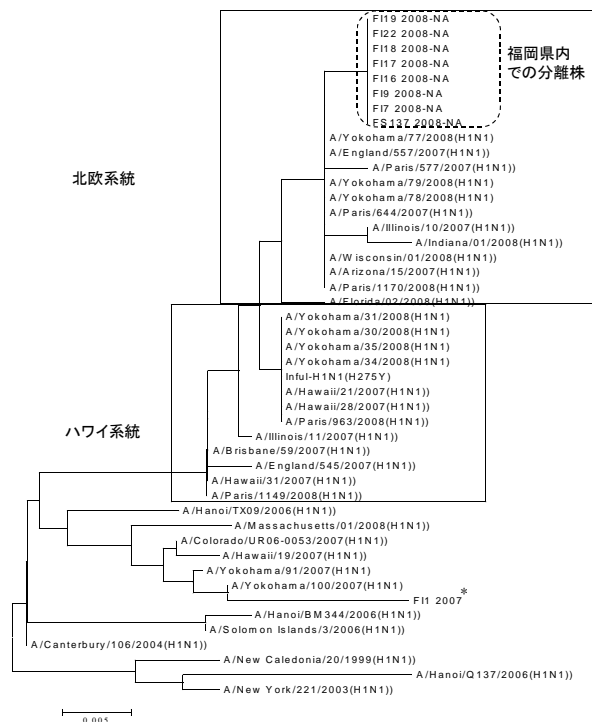 FI19 2008-NA
FI22 2008-NA
FI18 2008-NA
FI17 2008-NA
FI16 2008-NA
FI9 2008-NA
FI7 2008-NA
FS137 2008-NA
福岡県内
での分離株
A/Yokohama/77/2008(H1N1)
A/England/557/2007(H1N1))
A/Paris/577/2007(H1N1))
A/Yokohama/79/2008(H1N1)
北欧系統
A/Yokohama/78/2008(H1N1)
A/Paris/644/2007(H1N1))
A/Illinois/10/2007(H1N1))
A/Indiana/01/2008(H1N1))
A/Wisconsin/01/2008(H1N1))
A/Arizona/15/2007(H1N1))
A/Paris/1170/2008(H1N1))
A/Florida/02/2008(H1N1))
A/Yokohama/31/2008(H1N1)
A/Yokohama/30/2008(H1N1)
A/Yokohama/35/2008(H1N1)
A/Yokohama/34/2008(H1N1)
Inful-H1N1(H275Y)
A/Hawaii/21/2007(H1N1))
A/Hawaii/28/2007(H1N1))
A/Paris/963/2008(H1N1))
ハワイ系統
A/Illinois/11/2007(H1N1))
A/Brisbane/59/2007(H1N1))
A/England/545/2007(H1N1))
A/Hawaii/31/2007(H1N1))
A/Paris/1149/2008(H1N1))
A/Hanoi/TX09/2006(H1N1))
A/Massachusetts/01/2008(H1N1))
A/Colorado/UR06-0053/2007(H1N1))
A/Hawaii/19/2007(H1N1))
A/Yokohama/91/2007(H1N1)
A/Yokohama/100/2007(H1N1)
FI1 2007*
A/Hanoi/BM344/2006(H1N1))
A/Solomon Islands/3/2006(H1N1))
A/Canterbury/106/2004(H1N1))
A/New Caledonia/20/1999(H1N1))
A/Hanoi/Q137/2006(H1N1))
A/New York/221/2003(H1N1))
0.005